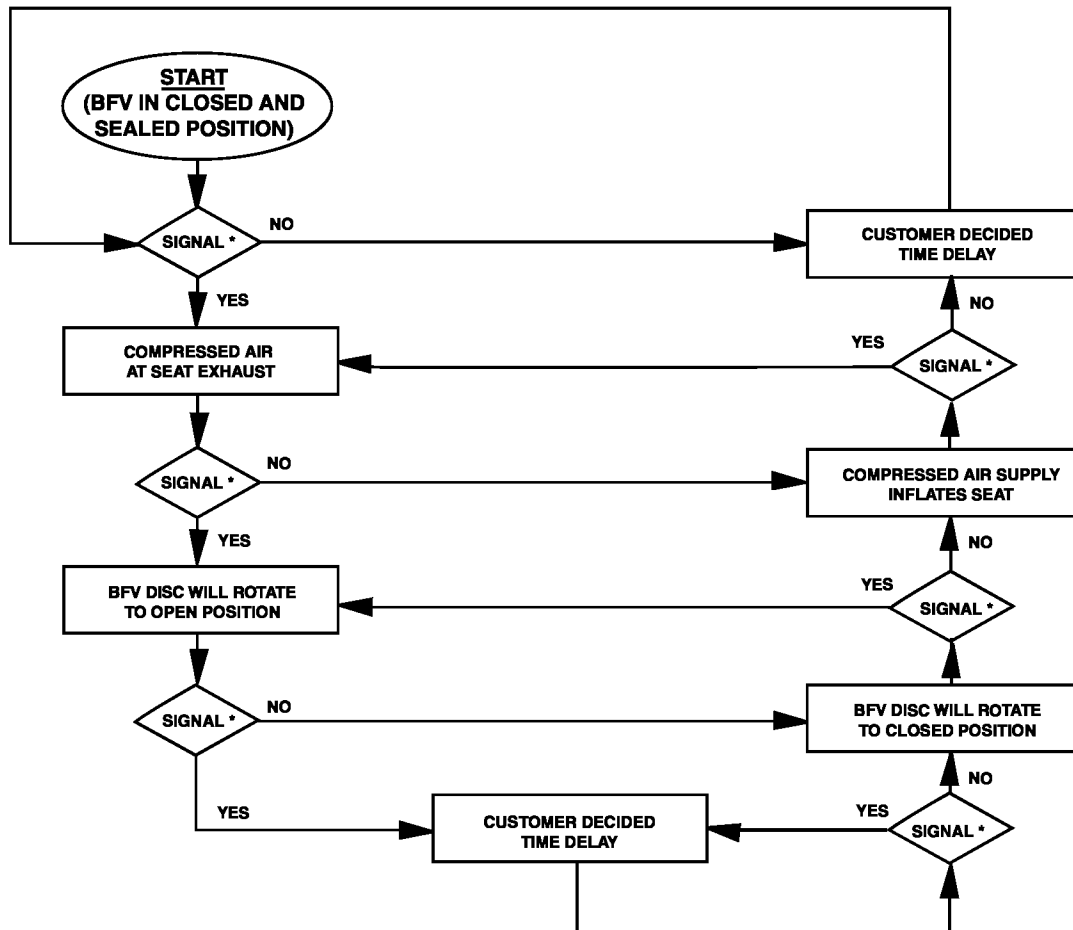 START
(BFV IN CLOSED AND
SEALED POSITION)
SIGNAL *
NO
CUSTOMER DECIDED
TIME DELAY
YES
NO
COMPRESSED AIR
AT SEAT EXHAUST
YES
SIGNAL *
SIGNAL *
NO
COMPRESSED AIR SUPPLY
INFLATES SEAT
YES
NO
BFV DISC WILL ROTATE
TO OPEN POSITION
YES
SIGNAL *
SIGNAL *
NO
BFV DISC WILL ROTATE
TO CLOSED POSITION
YES
CUSTOMER DECIDED
TIME DELAY
YES
NO
SIGNAL *